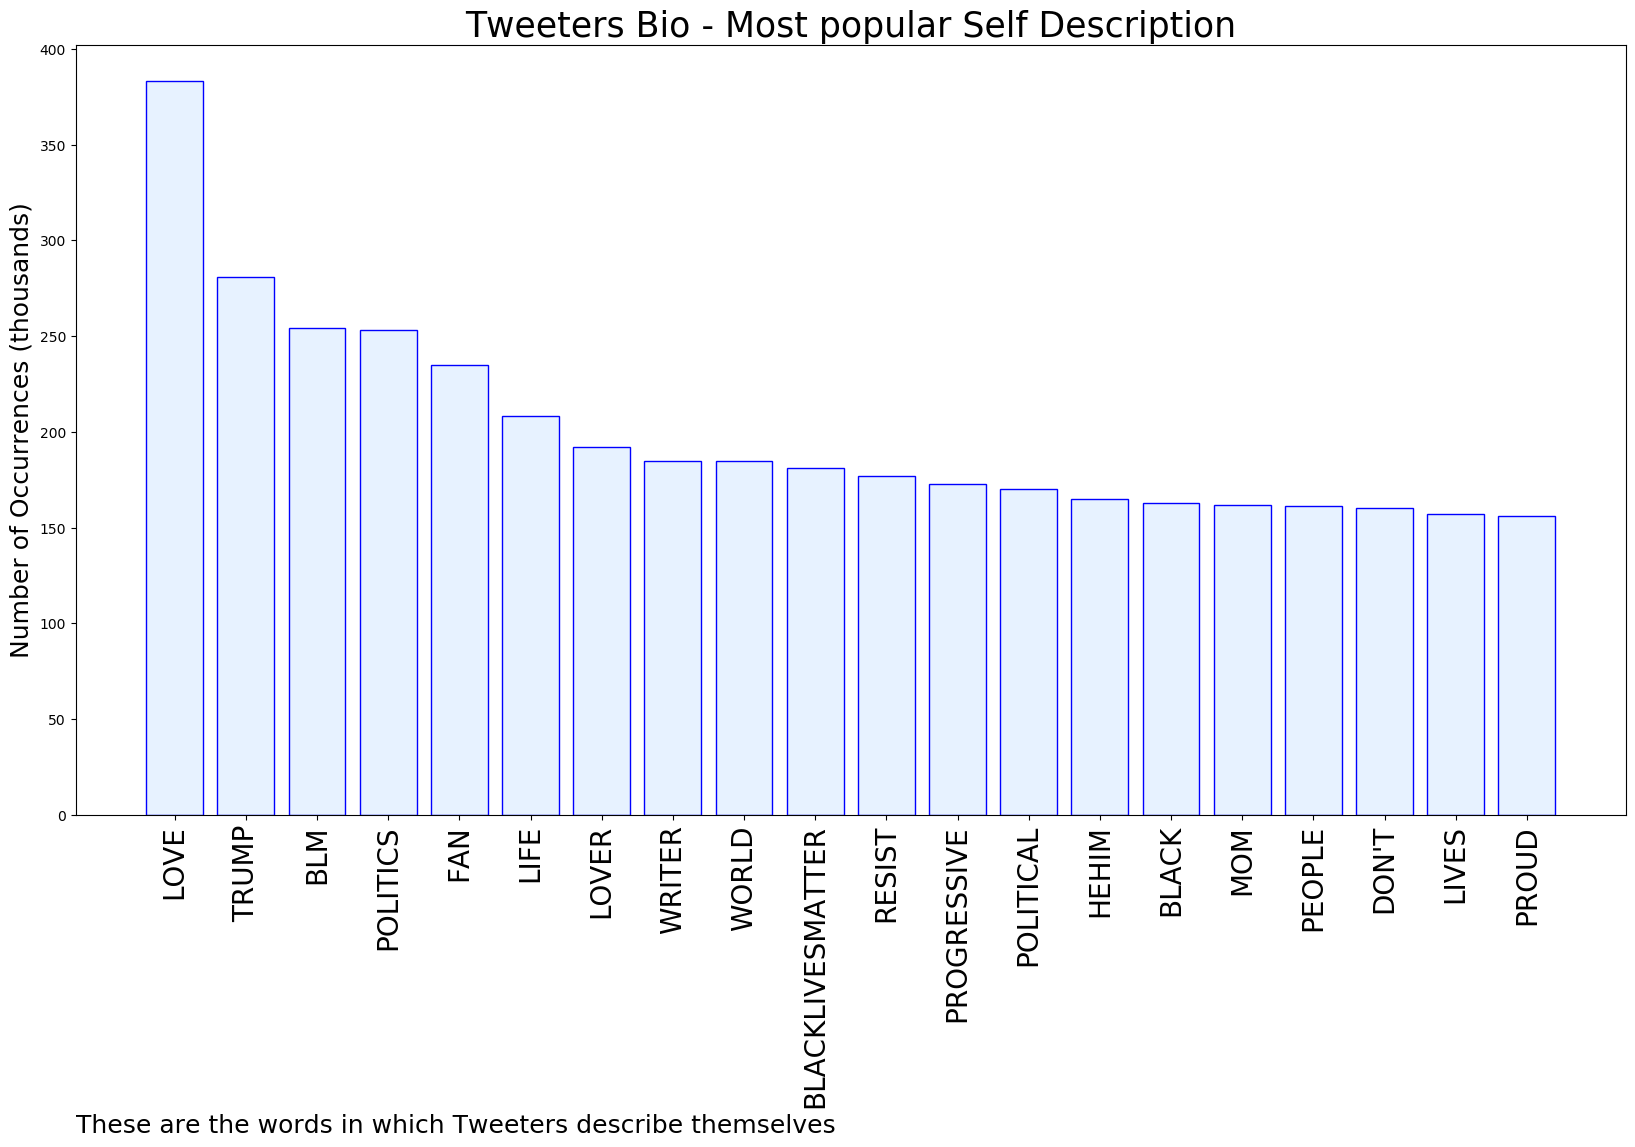 Tweeters Bio - Most popular Self Description
Number of Occurrences (thousands)
400
350
300
250
200
150
100
50
0
LOVE
TRUMP
BLM
POLITICS
FAN
LIFE
LOVER
WRITER
WORLD
BLACKLIVESMATTER
RESIST
PROGRESSIVE
POLITICAL
HEHIM
BLACK
MOM
PEOPLE
DON'T
LIVES
PROUD
These are the words in which Tweeters describe themselves